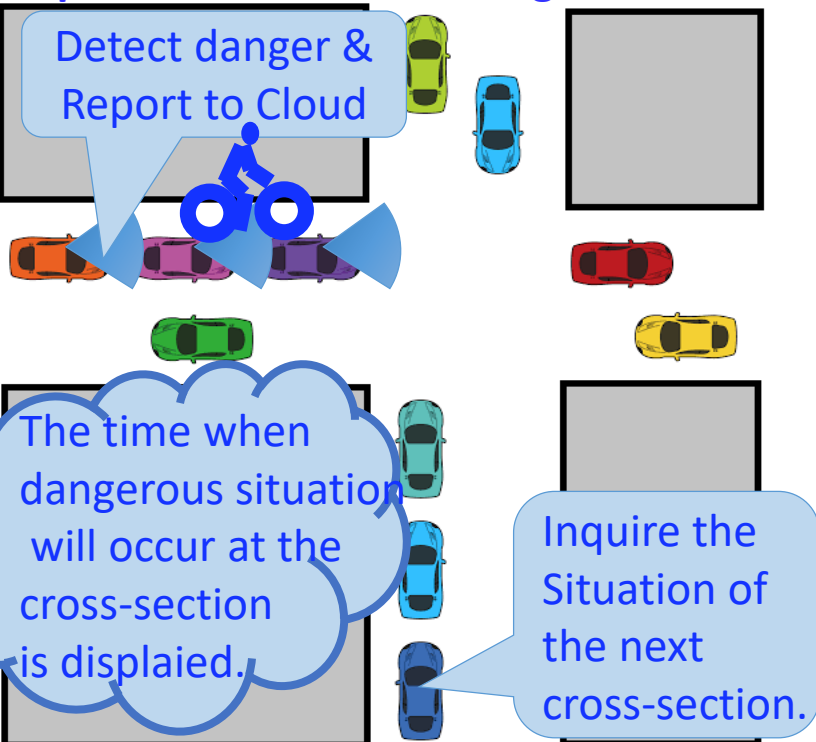 Detect danger &
Report to Cloud
The time when
dangerous situation
will occur at the
cross-section
is displaied.
Inquire the
Situation of
the next
cross-section.